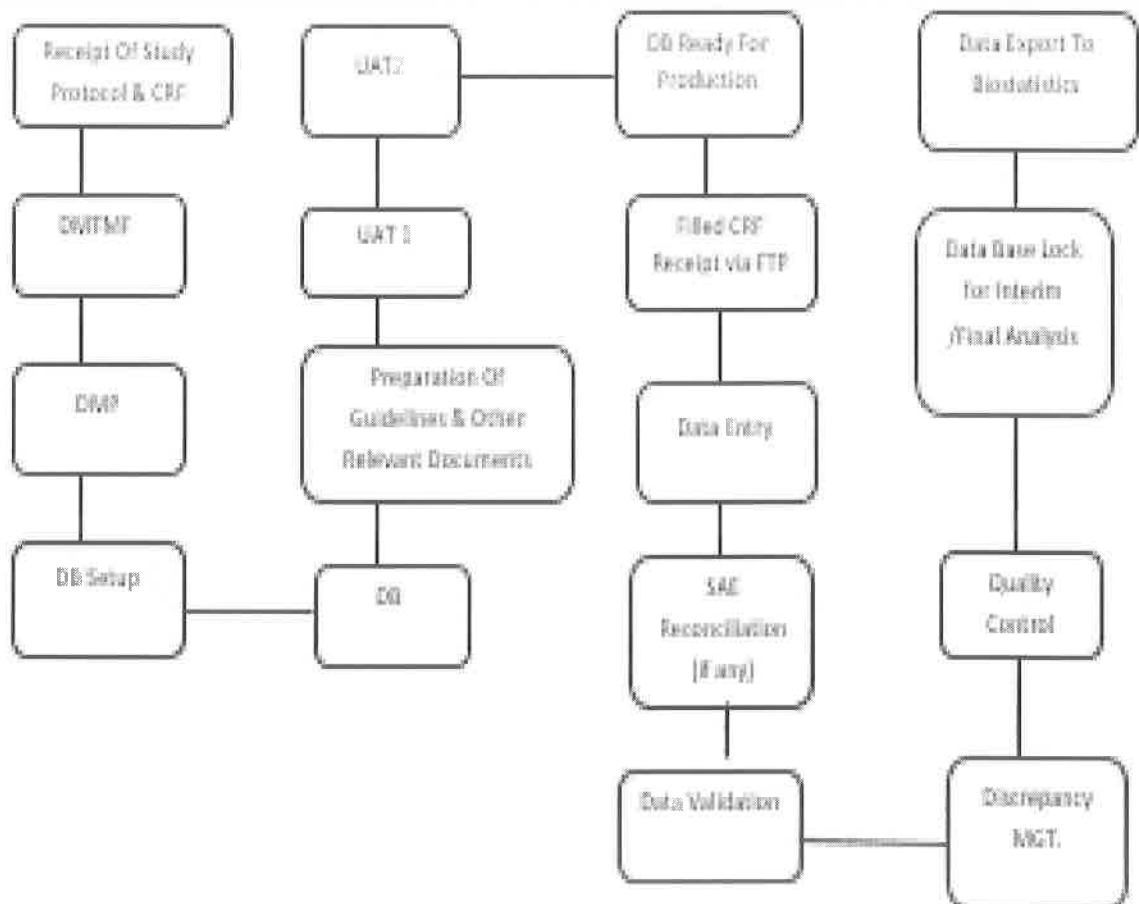 Receipt Of Study
Protocol & CRF
DMTMF
DMP
DB Setup
DB
Preparation Of
Guidelines & Other
Relevant Documents
UAT 1
UAT2
DB Ready For
Production
Filled CRF
Receipt via FTP
Data Entry
SAE
Reconciliation
(if any)
Data Validation
Discrepancy
MGT.
Quality
Control
Data Base Lock
for Interim
/Final Analysis
Data Export To
Biostatistics